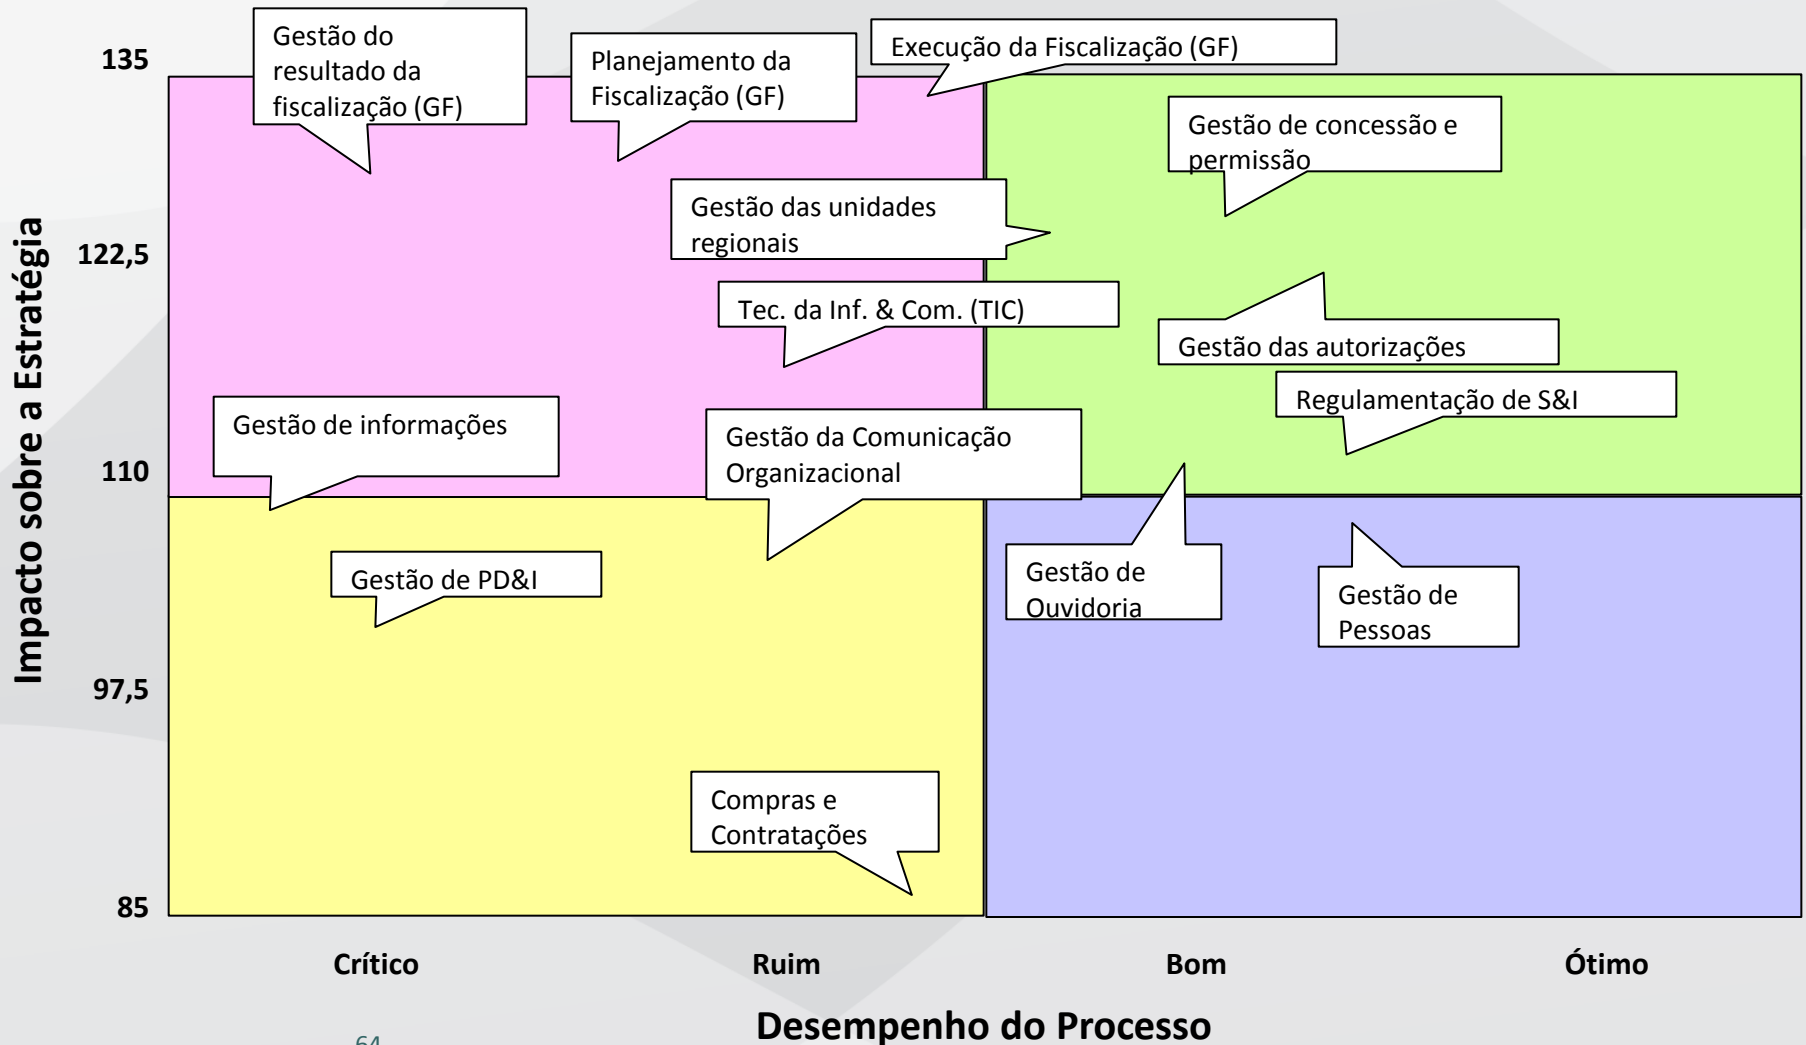 Gestão do
resultado da
fiscalização (GF)
Planejamento da
Fiscalização (GF)
Execução da Fiscalização (GF)
Gestão de concessão e
permissão
Gestão das unidades
regionais
Tec. da Inf. & Com. (TIC)
Gestão das autorizações
Regulamentação de S&I
Gestão de informações
Gestão da Comunicação
Organizacional
Gestão de PD&I
Gestão de
Ouvidoria
Gestão de
Pessoas
Compras e
Contratações
Impacto sobre a Estratégia
135
122,5
110
97,5
85
Crítico
Ruim
Bom
Ótimo
Desempenho do Processo
64